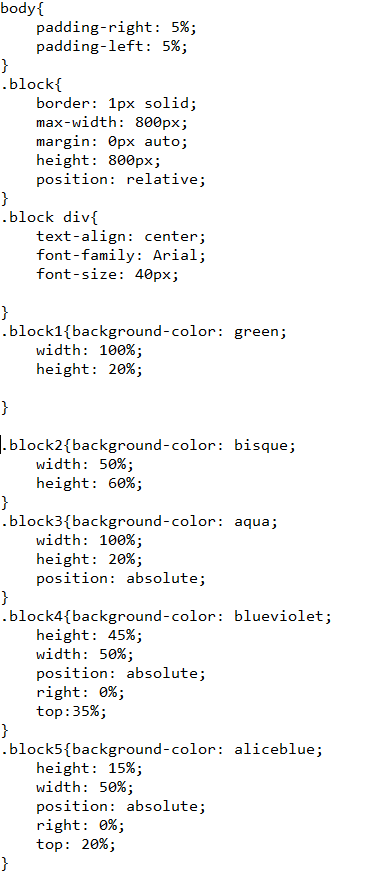 body{
    padding-right: 5%;
    padding-left: 5%;
}
.block{
    border: 1px solid;
    max-width: 800px;
    margin: 0px auto;
    height: 800px;
    position: relative;
}
.block div{
    text-align: center;
    font-family: Arial;
    font-size: 40px;

}
.block1{background-color: green;
    width: 100%;
    height: 20%;

}

.block2{background-color: bisque;
    width: 50%;
    height: 60%;
}
.block3{background-color: aqua;
    width: 100%;
    height: 20%;
    position: absolute;
}
.block4{background-color: blueviolet;
    height: 45%;
    width: 50%;
    position: absolute;
    right: 0%;
    top:35%;
}
.block5{background-color: aliceblue;
    height: 15%;
    width: 50%;
    position: absolute;
    right: 0%;
    top: 20%;
}